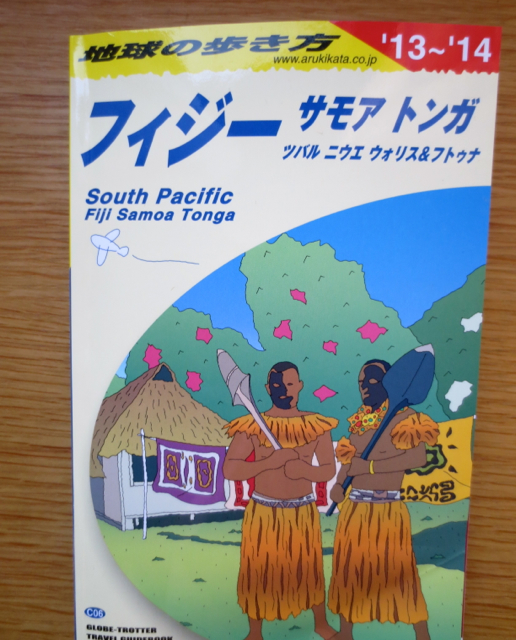 地球の歩き方
www.arukikata.co.jp
'13~'14
フィジー サモア トンガ
ツバル ニウエ ウォリス&フトゥナ
South Pacific
Fiji Samoa Tonga
C06
GLOBE-TROTTER
TRAVEL GUIDEBOOK